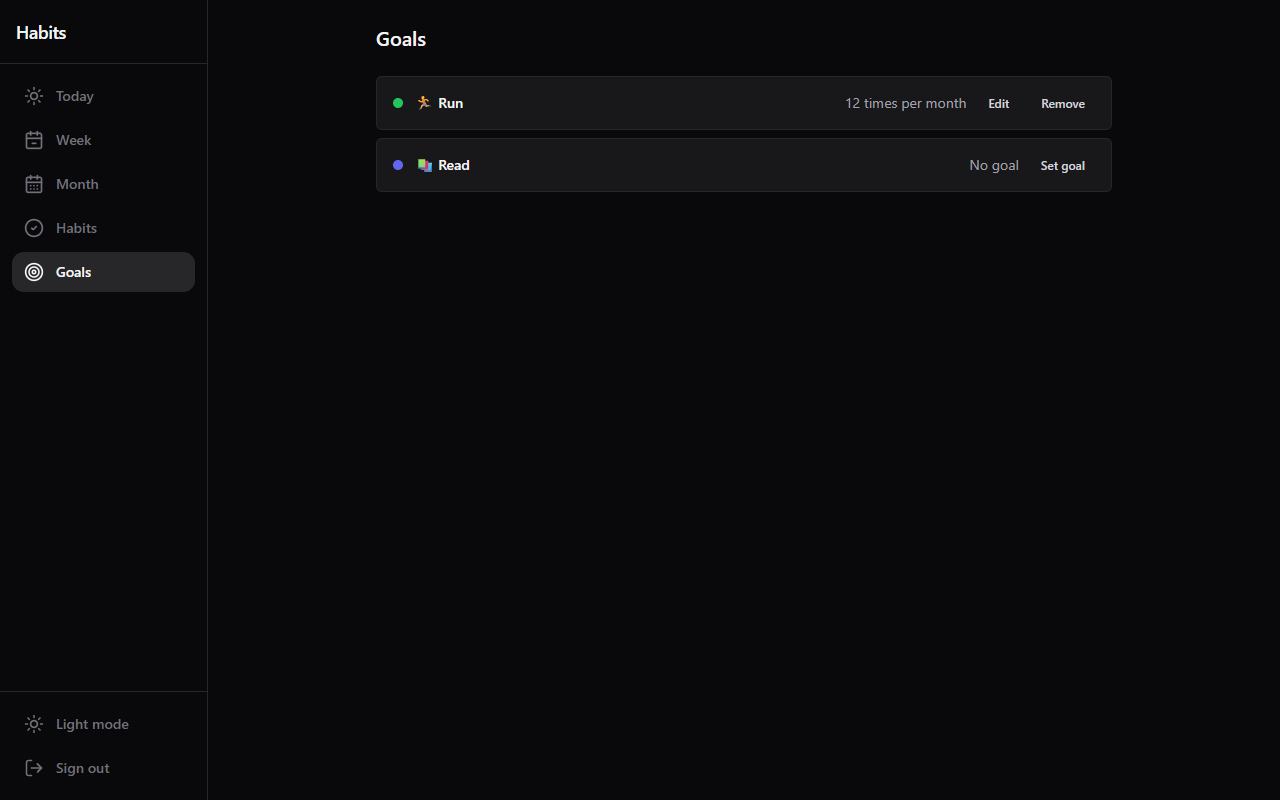 Habits
Today
Week
Month
Habits
Goals
Light mode
Sign out
Goals
Run 12 times per month Edit Remove
Read No goal Set goal